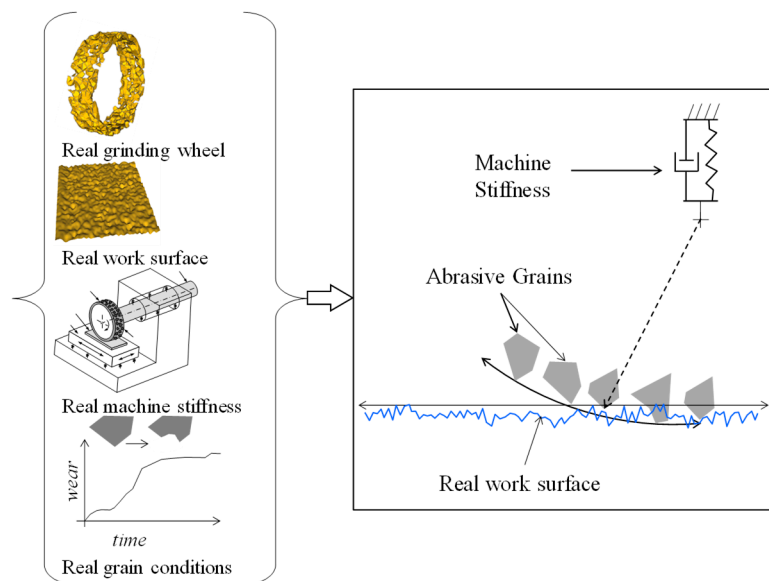 Real grinding wheel
Real work surface
Real machine stiffness
wear
time
Real grain conditions
Machine
Stiffness
Abrasive Grains
Real work surface